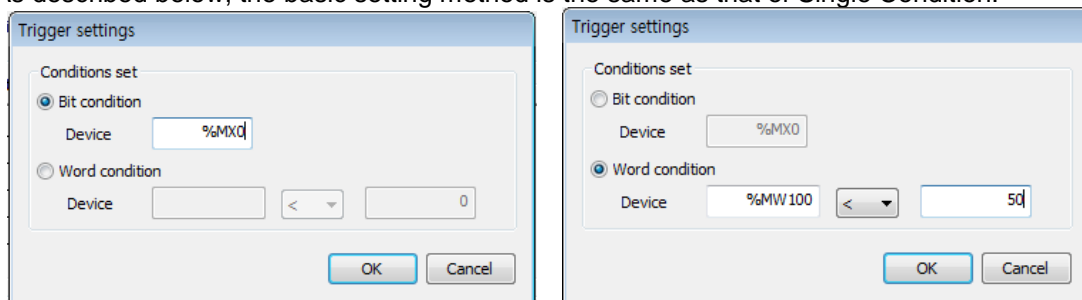 as described below, the basic setting method is the same as that of Single Condition.
Trigger settings
Conditions set
Bit condition
Device %MX0
Word condition
Device < 0
OK Cancel
Trigger settings
Conditions set
Bit condition
Device %MX0
Word condition
Device %MW100 < 50
OK Cancel